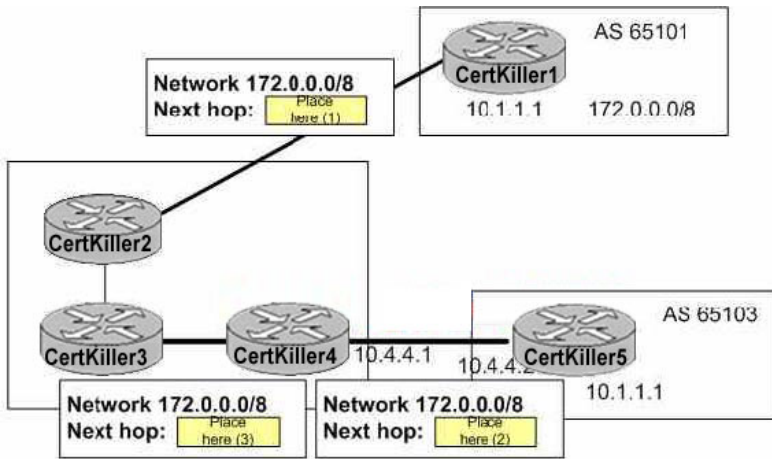 AS 65101
CertKiller1
10.1.1.1 172.0.0.0/8
Network 172.0.0.0/8
Next hop: Place here (1)
CertKiller2
CertKiller3
CertKiller4
10.4.4.1
10.4.4.2
CertKiller5
AS 65103
10.1.1.1
Network 172.0.0.0/8
Next hop: Place here (3)
Network 172.0.0.0/8
Next hop: Place here (2)